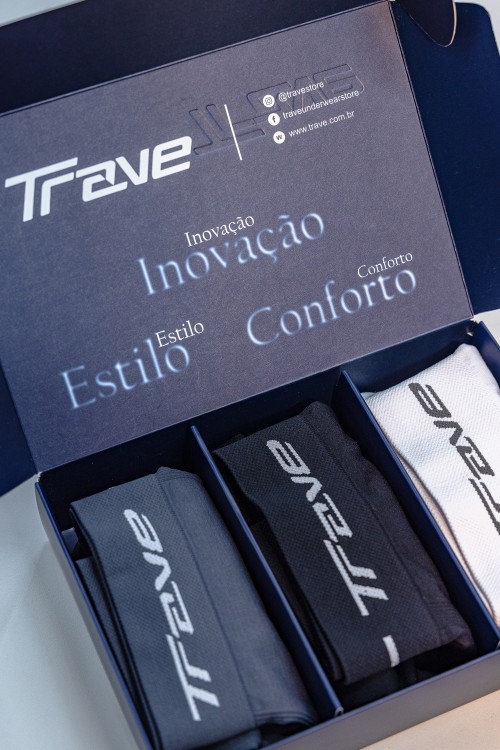 Trave
@travestore
traveunderwearstore
www.trave.com.br
Inovação
Inovação
Conforto
Conforto
Estilo
Estilo
Trave
Trave
Trave